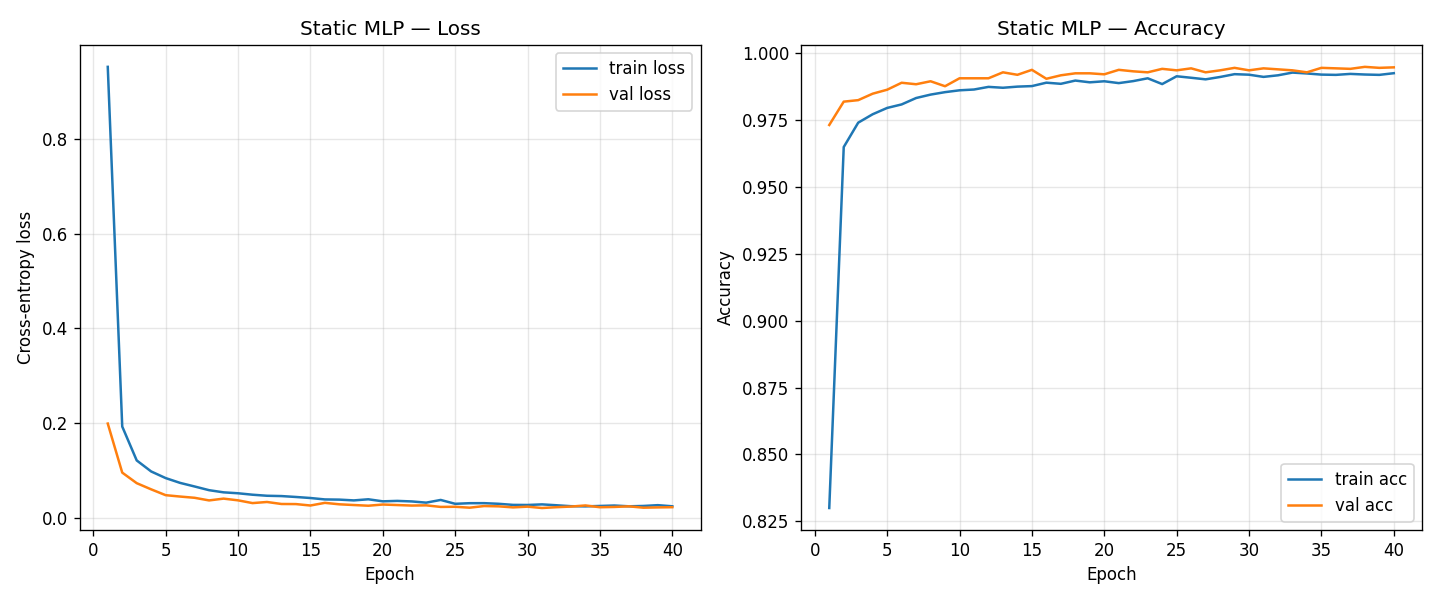 Static MLP — Loss
train loss
val loss
0.8
0.6
0.4
0.2
0.0
Cross-entropy loss
0 5 10 15 20 25 30 35 40
Epoch
Static MLP — Accuracy
1.000
0.975
0.950
0.925
0.900
0.875
0.850
0.825
Accuracy
train acc
val acc
0 5 10 15 20 25 30 35 40
Epoch